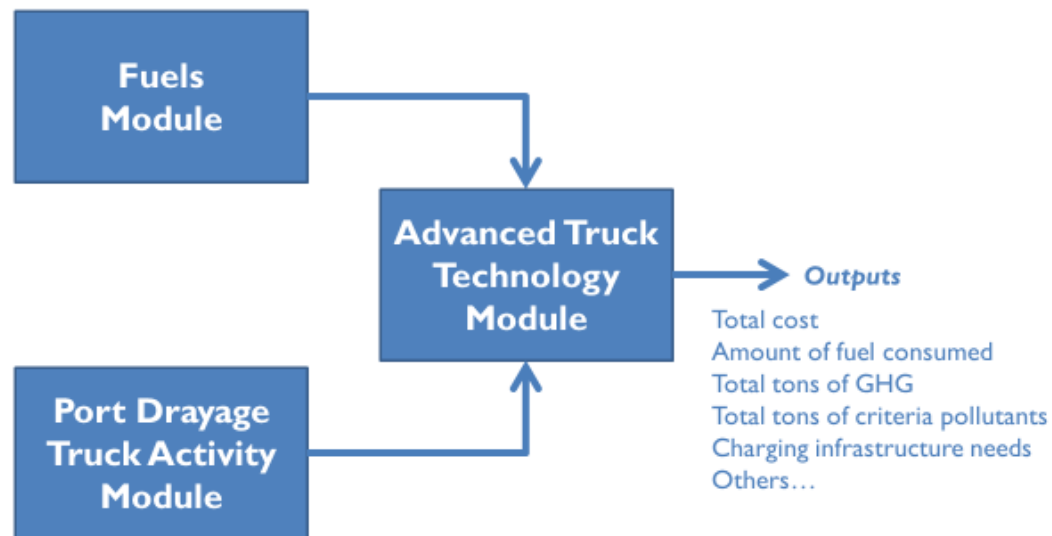 Fuels
Module
Advanced Truck
Technology
Module
Port Drayage
Truck Activity
Module
Outputs
Total cost
Amount of fuel consumed
Total tons of GHG
Total tons of criteria pollutants
Charging infrastructure needs
Others…